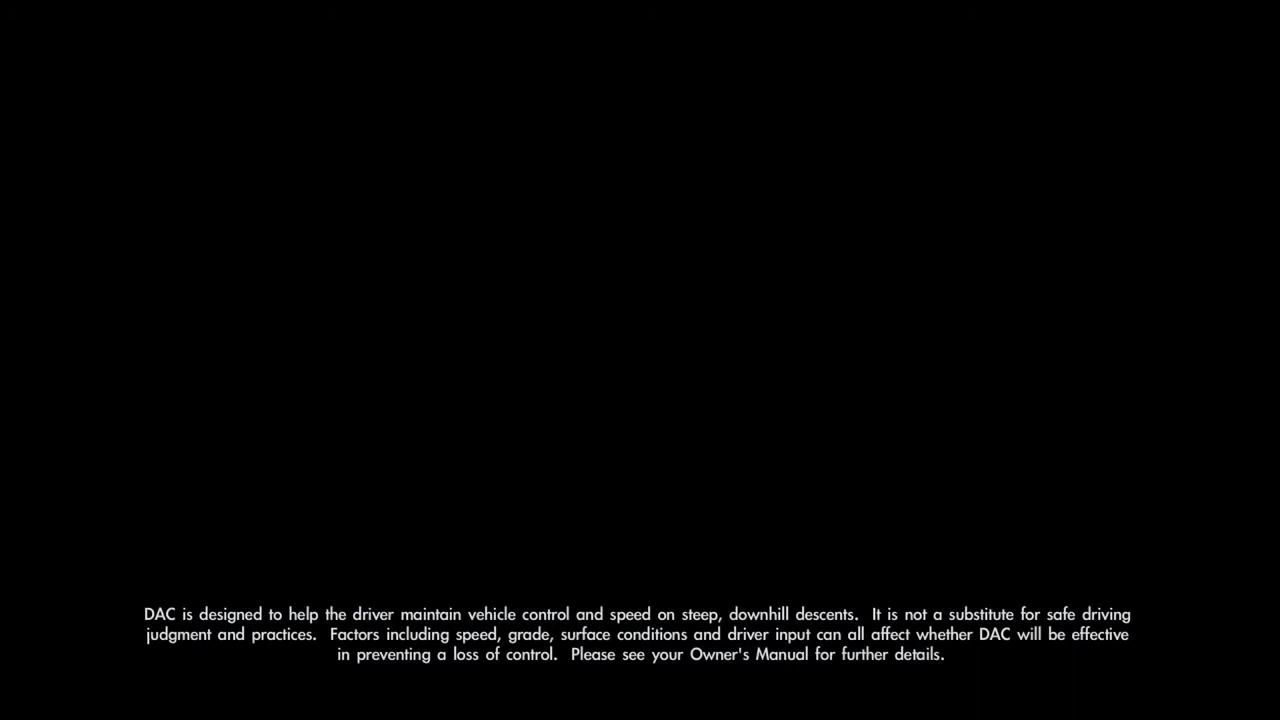 DAC is designed to help the driver maintain vehicle control and speed on steep, downhill descents.  It is not a substitute for safe driving
judgment and practices.  Factors including speed, grade, surface conditions and driver input can all affect whether DAC will be effective
in preventing a loss of control.  Please see your Owner's Manual for further details.